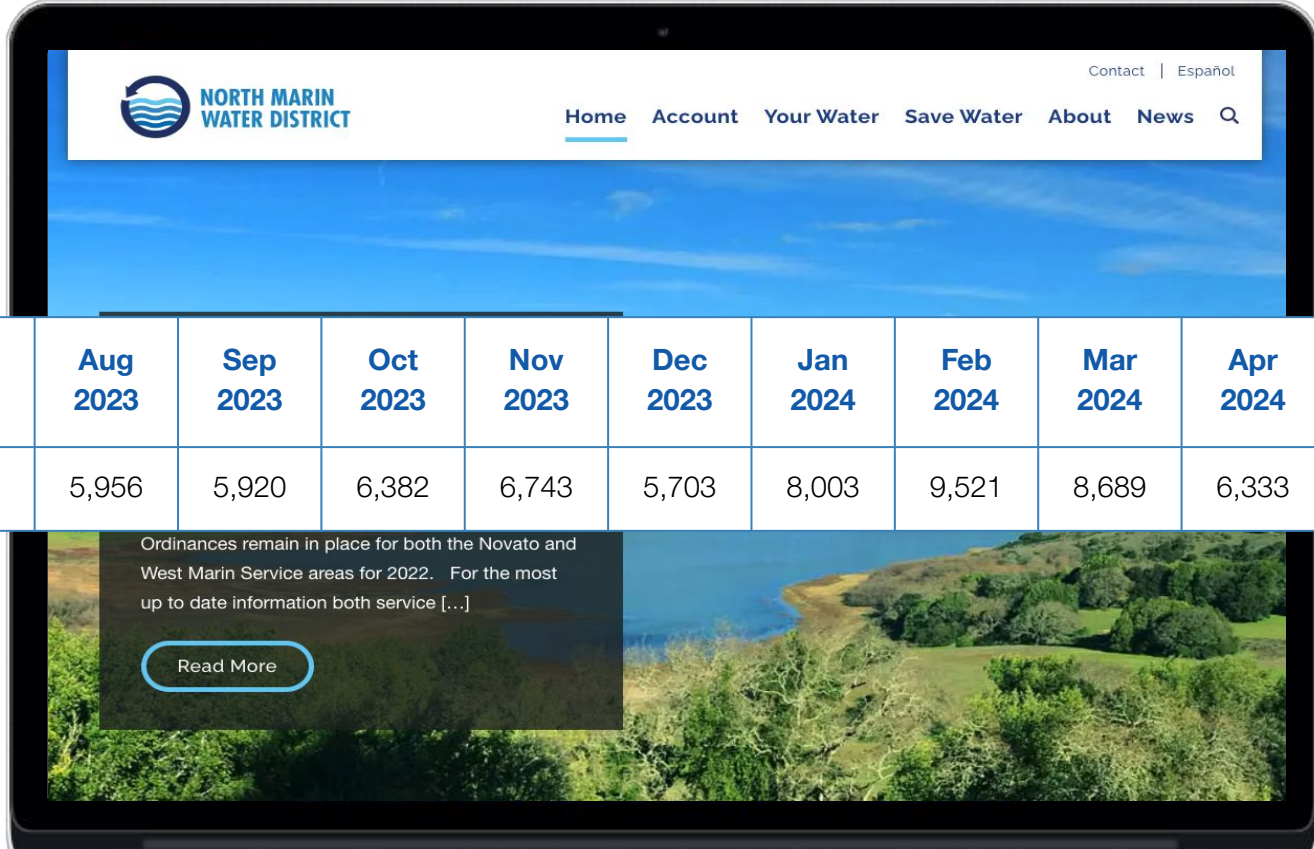 Contact | Español
NORTH MARIN
WATER DISTRICT
Home Account Your Water Save Water About News
Aug 2023 Sep 2023 Oct 2023 Nov 2023 Dec 2023 Jan 2024 Feb 2024 Mar 2024 Apr 2024
5,956 5,920 6,382 6,743 5,703 8,003 9,521 8,689 6,333
Ordinances remain in place for both the Novato and
West Marin Service areas for 2022. For the most
up to date information both service […]
Read More